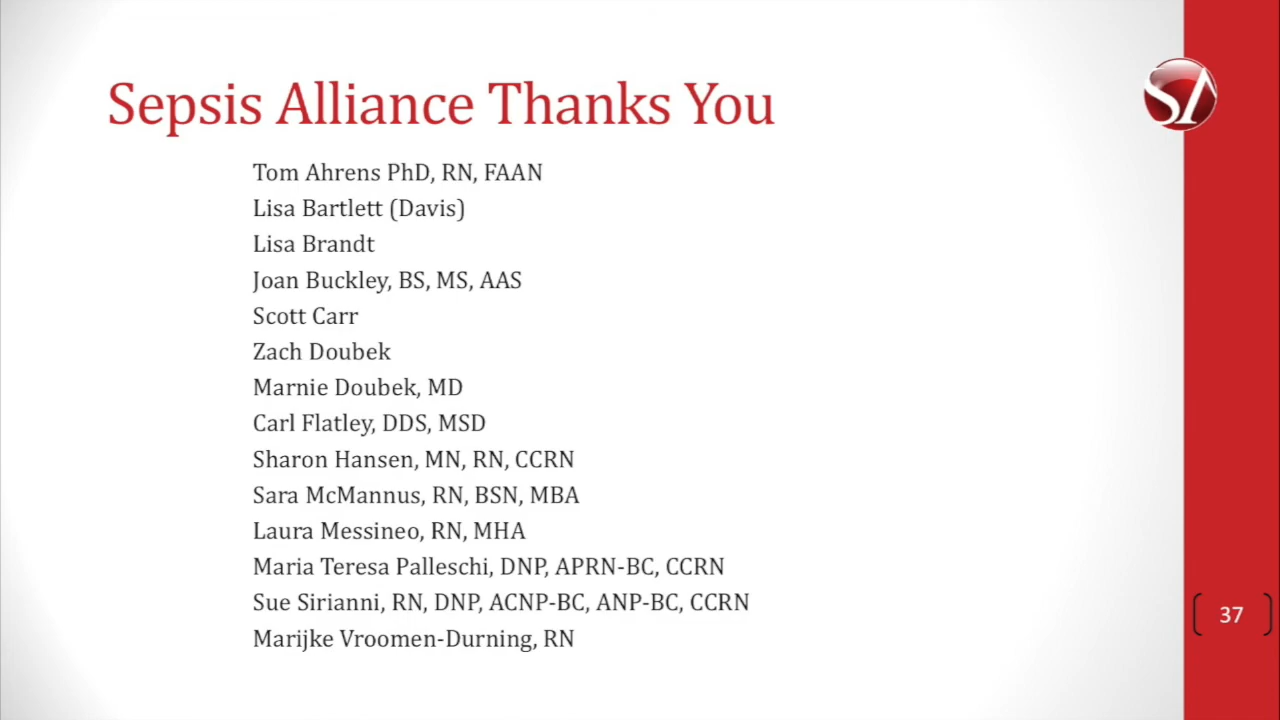 Sepsis Alliance Thanks You
SA
Tom Ahrens PhD, RN, FAAN
Lisa Bartlett (Davis)
Lisa Brandt
Joan Buckley, BS, MS, AAS
Scott Carr
Zach Doubek
Marnie Doubek, MD
Carl Flatley, DDS, MSD
Sharon Hansen, MN, RN, CCRN
Sara McMannus, RN, BSN, MBA
Laura Messineo, RN, MHA
Maria Teresa Palleschi, DNP, APRN-BC, CCRN
Sue Sirianni, RN, DNP, ACNP-BC, ANP-BC, CCRN
Marijke Vroomen-Durning, RN
37